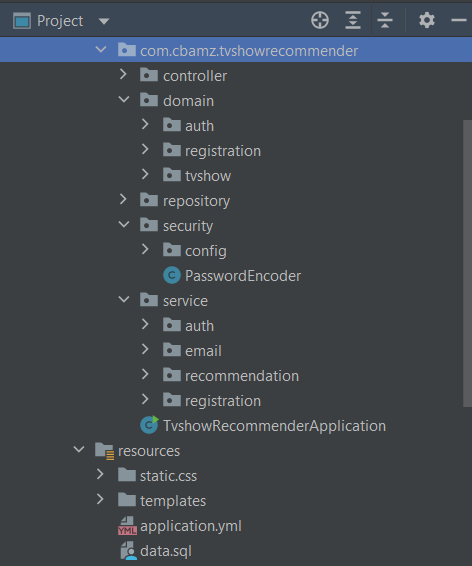 Project
com.cbamz.tvshowrecommender
controller
domain
auth
registration
tvshow
repository
security
config
PasswordEncoder
service
auth
email
recommendation
registration
TvshowRecommenderApplication
resources
static.css
templates
application.yml
data.sql